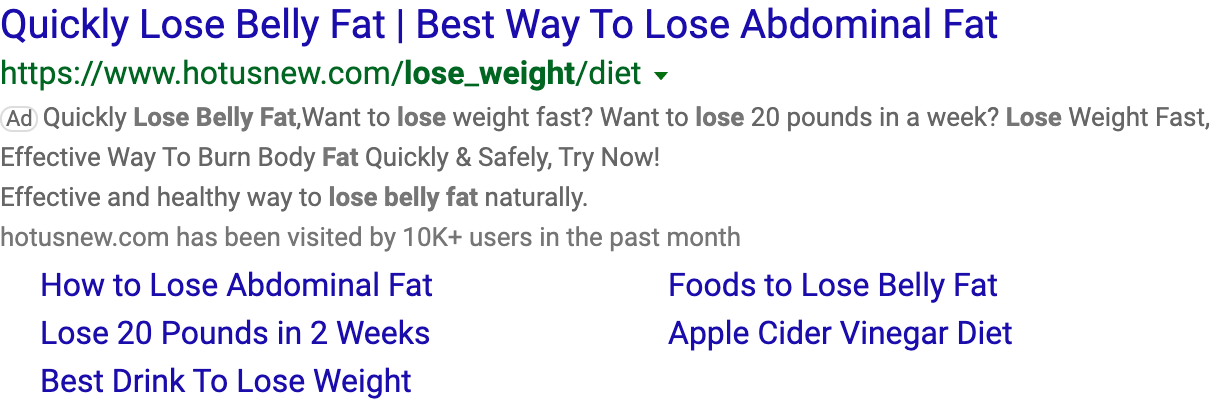 Quickly Lose Belly Fat | Best Way To Lose Abdominal Fat
https://www.hotusnew.com/lose_weight/diet
Ad Quickly Lose Belly Fat,Want to lose weight fast? Want to lose 20 pounds in a week? Lose Weight Fast,
Effective Way To Burn Body Fat Quickly & Safely, Try Now!
Effective and healthy way to lose belly fat naturally.
hotusnew.com has been visited by 10K+ users in the past month
How to Lose Abdominal Fat
Foods to Lose Belly Fat
Lose 20 Pounds in 2 Weeks
Apple Cider Vinegar Diet
Best Drink To Lose Weight